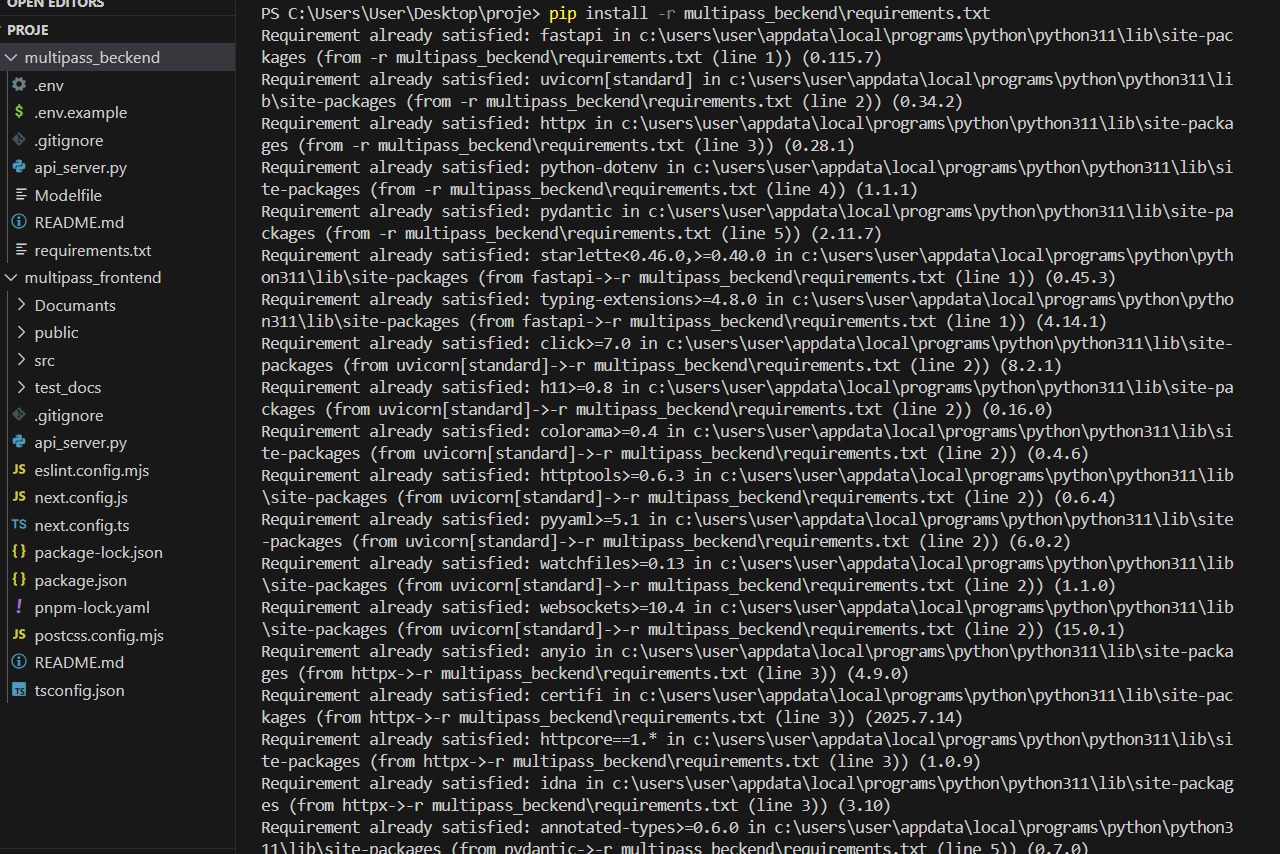 OPEN EDITORS
PROJE
multipass_beckend
.env
.env.example
.gitignore
api_server.py
Modelfile
README.md
requirements.txt
multipass_frontend
Documants
public
src
test_docs
.gitignore
api_server.py
eslint.config.mjs
next.config.js
next.config.ts
package-lock.json
package.json
pnpm-lock.yaml
postcss.config.mjs
README.md
tsconfig.json
PS C:\Users\User\Desktop\proje> pip install -r multipass_beckend\requirements.txt
Requirement already satisfied: fastapi in c:\users\user\appdata\local\programs\python\python311\lib\site-pac
kages (from -r multipass_beckend\requirements.txt (line 1)) (0.115.7)
Requirement already satisfied: uvicorn[standard] in c:\users\user\appdata\local\programs\python\python311\li
b\site-packages (from -r multipass_beckend\requirements.txt (line 2)) (0.34.2)
Requirement already satisfied: httpx in c:\users\user\appdata\local\programs\python\python311\lib\site-packa
ges (from -r multipass_beckend\requirements.txt (line 3)) (0.28.1)
Requirement already satisfied: python-dotenv in c:\users\user\appdata\local\programs\python\python311\lib\si
te-packages (from -r multipass_beckend\requirements.txt (line 4)) (1.1.1)
Requirement already satisfied: pydantic in c:\users\user\appdata\local\programs\python\python311\lib\site-pa
ckages (from -r multipass_beckend\requirements.txt (line 5)) (2.11.7)
Requirement already satisfied: starlette<0.46.0,>=0.40.0 in c:\users\user\appdata\local\programs\python\pyth
on311\lib\site-packages (from fastapi->-r multipass_beckend\requirements.txt (line 1)) (0.45.3)
Requirement already satisfied: typing-extensions>=4.8.0 in c:\users\user\appdata\local\programs\python\pytho
n311\lib\site-packages (from fastapi->-r multipass_beckend\requirements.txt (line 1)) (4.14.1)
Requirement already satisfied: click>=7.0 in c:\users\user\appdata\local\programs\python\python311\lib\site-
packages (from uvicorn[standard]->-r multipass_beckend\requirements.txt (line 2)) (8.2.1)
Requirement already satisfied: h11>=0.8 in c:\users\user\appdata\local\programs\python\python311\lib\site-pa
ckages (from uvicorn[standard]->-r multipass_beckend\requirements.txt (line 2)) (0.16.0)
Requirement already satisfied: colorama>=0.4 in c:\users\user\appdata\local\programs\python\python311\lib\si
te-packages (from uvicorn[standard]->-r multipass_beckend\requirements.txt (line 2)) (0.4.6)
Requirement already satisfied: httptools>=0.6.3 in c:\users\user\appdata\local\programs\python\python311\lib
\site-packages (from uvicorn[standard]->-r multipass_beckend\requirements.txt (line 2)) (0.6.4)
Requirement already satisfied: pyyaml>=5.1 in c:\users\user\appdata\local\programs\python\python311\lib\site
-packages (from uvicorn[standard]->-r multipass_beckend\requirements.txt (line 2)) (6.0.2)
Requirement already satisfied: watchfiles>=0.13 in c:\users\user\appdata\local\programs\python\python311\lib
\site-packages (from uvicorn[standard]->-r multipass_beckend\requirements.txt (line 2)) (1.1.0)
Requirement already satisfied: websockets>=10.4 in c:\users\user\appdata\local\programs\python\python311\lib
\site-packages (from uvicorn[standard]->-r multipass_beckend\requirements.txt (line 2)) (15.0.1)
Requirement already satisfied: anyio in c:\users\user\appdata\local\programs\python\python311\lib\site-packa
ges (from httpx->-r multipass_beckend\requirements.txt (line 3)) (4.9.0)
Requirement already satisfied: certifi in c:\users\user\appdata\local\programs\python\python311\lib\site-pac
kages (from httpx->-r multipass_beckend\requirements.txt (line 3)) (2025.7.14)
Requirement already satisfied: httpcore==1.* in c:\users\user\appdata\local\programs\python\python311\lib\si
te-packages (from httpx->-r multipass_beckend\requirements.txt (line 3)) (1.0.9)
Requirement already satisfied: idna in c:\users\user\appdata\local\programs\python\python311\lib\site-packag
es (from httpx->-r multipass_beckend\requirements.txt (line 3)) (3.10)
Requirement already satisfied: annotated-types>=0.6.0 in c:\users\user\appdata\local\programs\python\python3
11\lib\site-packages (from pydantic->-r multipass_beckend\requirements.txt (line 5)) (0.7.0)